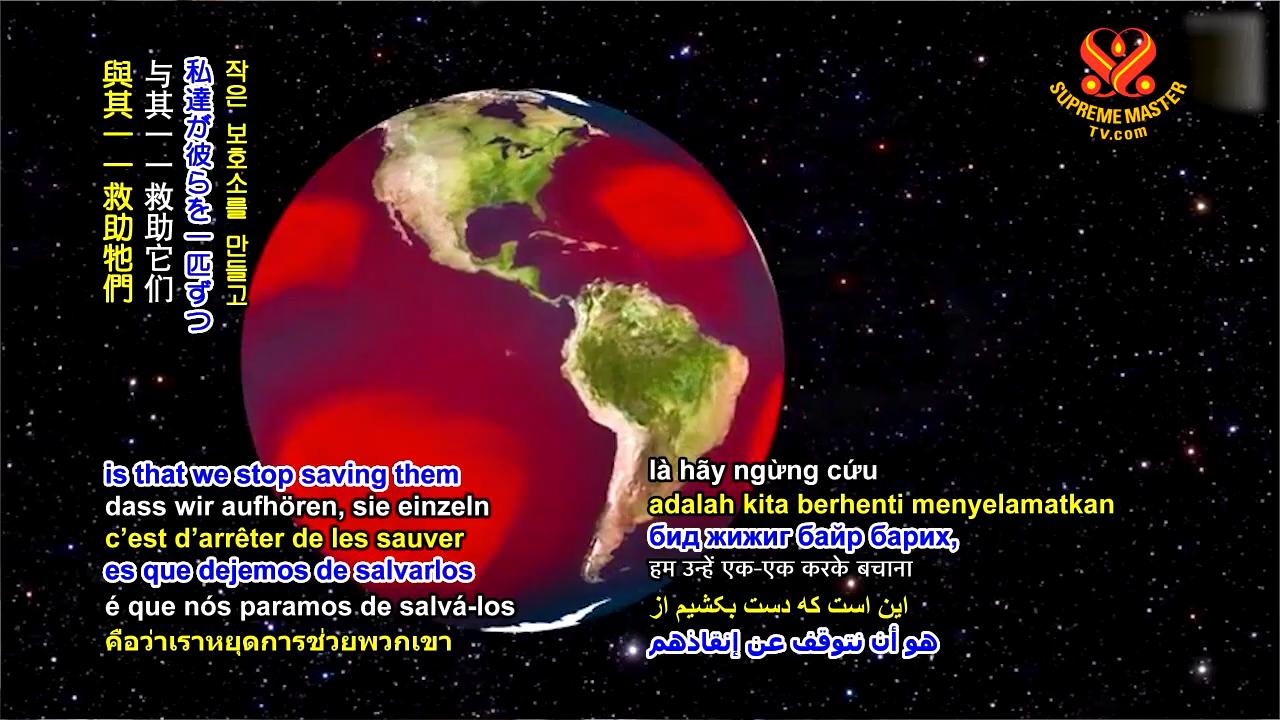 與其一一救助牠們
与其一一救助它们
私達が彼らを一匹ずつ
작은 보호소를 만들고
SUPREME MASTER
TV.com
is that we stop saving them
dass wir aufhören, sie einzeln
c’est d’arrêter de les sauver
es que dejemos de salvarlos
é que nós paramos de salvá-los
คือว่าเราหยุดการช่วยพวกเขา
là hãy ngừng cứu
adalah kita berhenti menyelamatkan
бид жижиг байр барих,
हम उन्हें एक-एक करके बचाना
این است که دست بکشیم از
هو أن نتوقف عن إنقاذهم